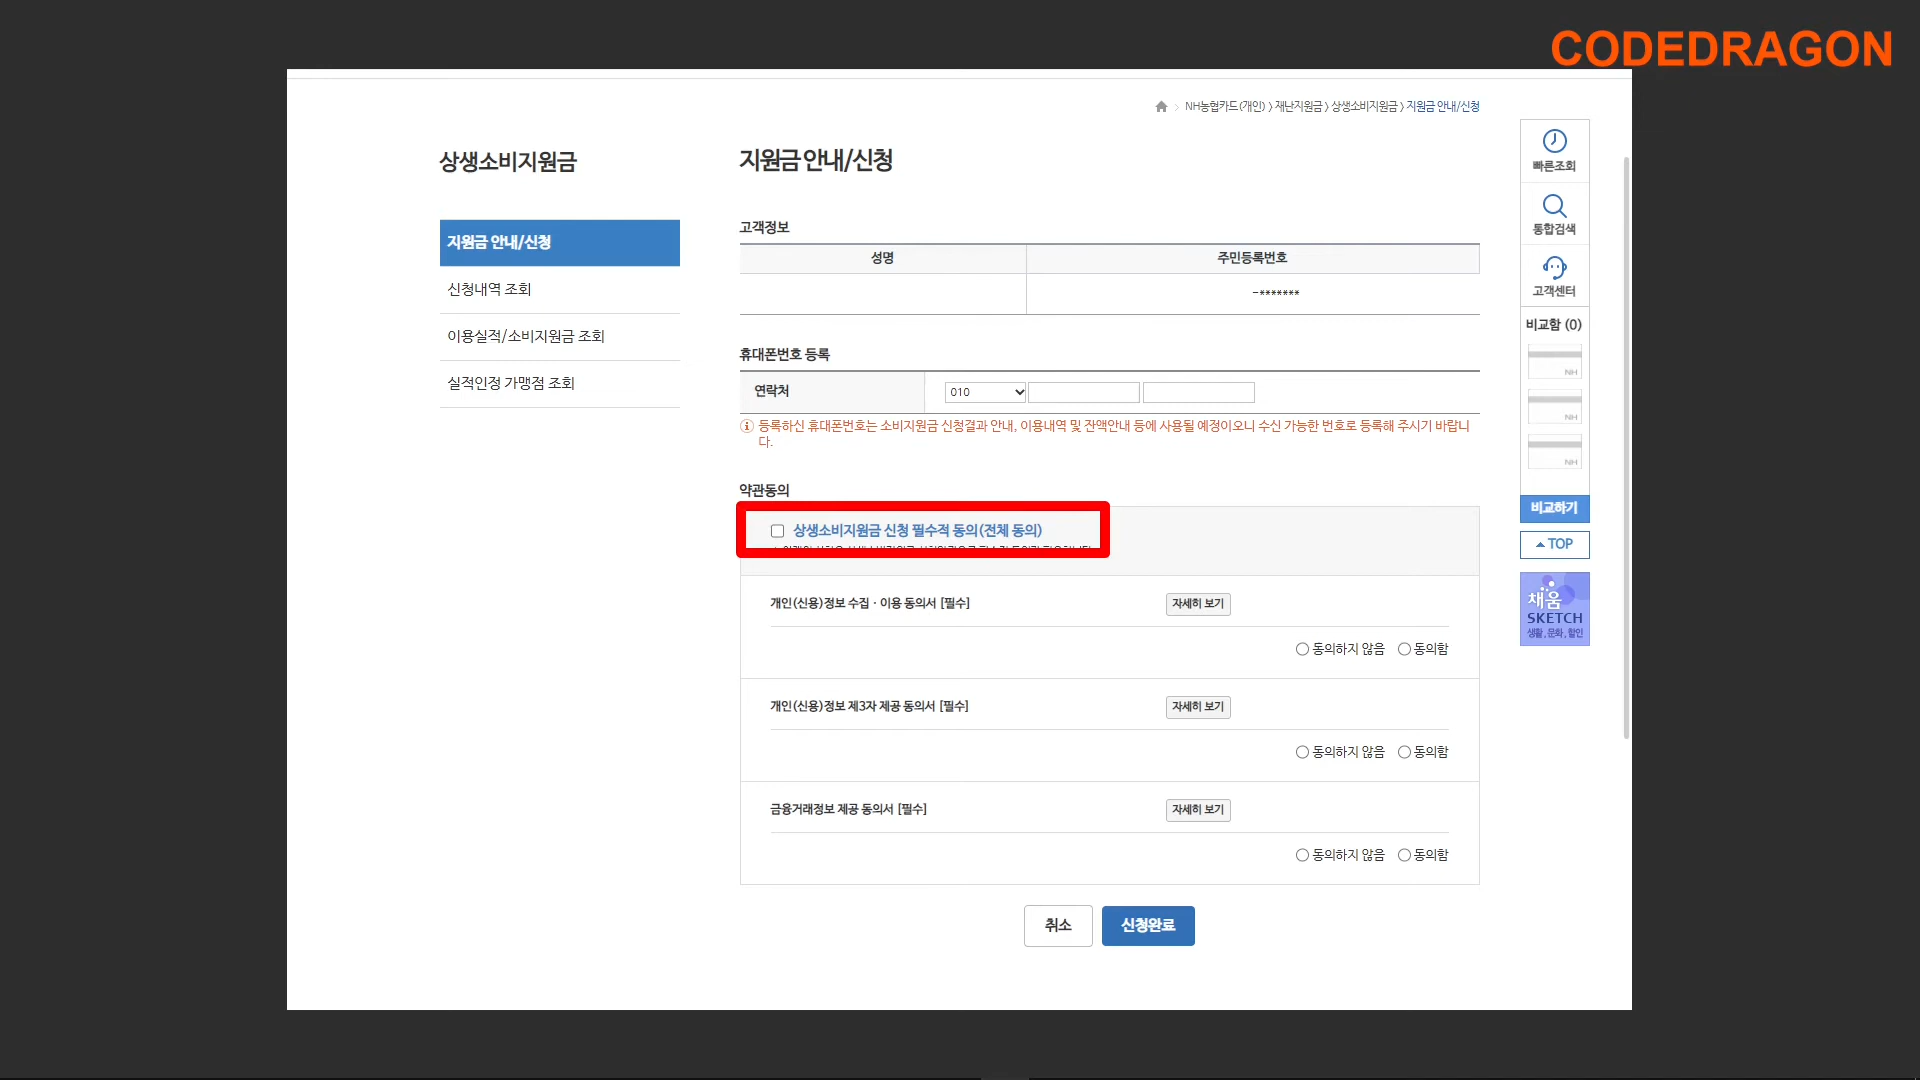 CODEDRAGON
NH농협카드(개인) > 재난지원금 > 상생소비지원금 > 지원금 안내/신청
상생소비지원금
지원금 안내/신청
신청내역 조회
이용실적/소비지원금 조회
실적인정 가맹점 조회
지원금 안내/신청
고객정보
성명 주민등록번호
-*******
휴대폰번호 등록
연락처 010
등록하신 휴대폰번호는 소비지원금 신청결과 안내, 이용내역 및 잔액안내 등에 사용될 예정이오니 수신 가능한 번호로 등록해 주시기 바랍니
다.
약관동의
상생소비지원금 신청 필수적 동의(전체 동의)
개인(신용)정보 수집·이용 동의서 [필수] 자세히 보기
동의하지 않음 동의함
개인(신용)정보 제3자 제공 동의서 [필수] 자세히 보기
동의하지 않음 동의함
금융거래정보 제공 동의서 [필수] 자세히 보기
동의하지 않음 동의함
취소 신청완료
빠른조회
통합검색
고객센터
비교함 (0)
NH
NH
NH
비교하기
TOP
채움
SKETCH
생활,문화,할인